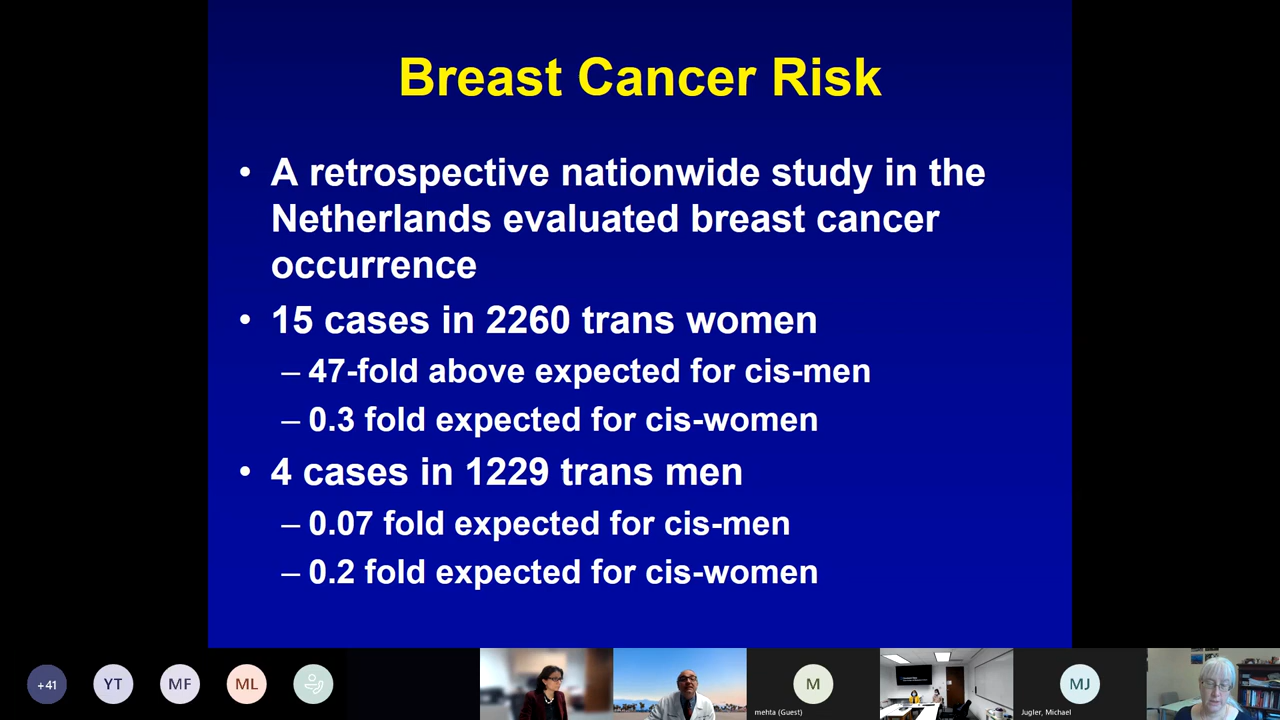 Breast Cancer Risk
• A retrospective nationwide study in the
Netherlands evaluated breast cancer
occurrence
• 15 cases in 2260 trans women
– 47-fold above expected for cis-men
– 0.3 fold expected for cis-women
• 4 cases in 1229 trans men
– 0.07 fold expected for cis-men
– 0.2 fold expected for cis-women
+41
YT
MF
ML
M
mehta (Guest)
MJ
Jugler, Michael